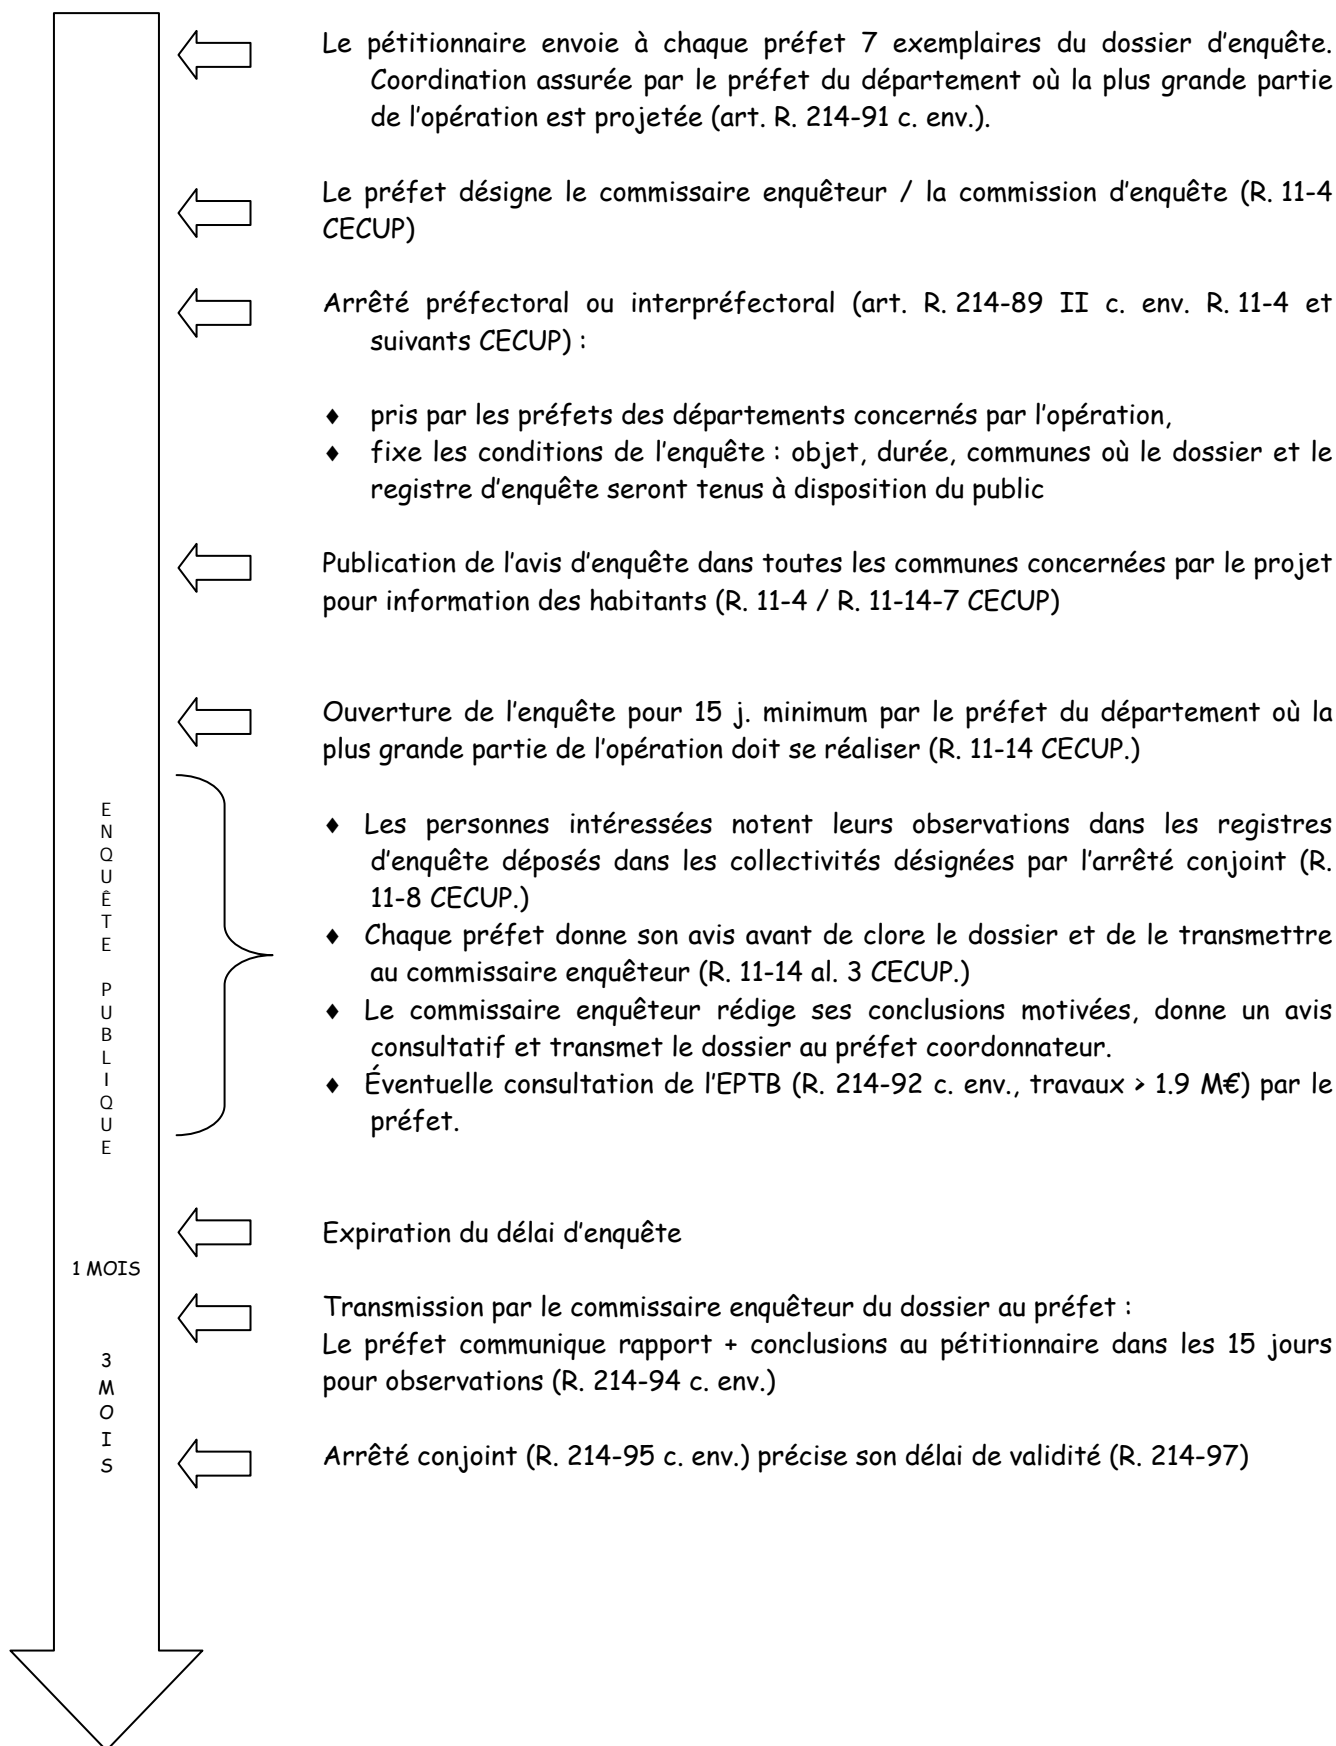 Le pétitionnaire envoie à chaque préfet 7 exemplaires du dossier d’enquête.
Coordination assurée par le préfet du département où la plus grande partie
de l’opération est projetée (art. R. 214-91 c. env.).
Le préfet désigne le commissaire enquêteur / la commission d’enquête (R. 11-4
CECUP)
Arrêté préfectoral ou interpréfectoral (art. R. 214-89 II c. env. R. 11-4 et
suivants CECUP) :
♦ pris par les préfets des départements concernés par l’opération,
♦ fixe les conditions de l’enquête : objet, durée, communes où le dossier et le
registre d’enquête seront tenus à disposition du public
Publication de l’avis d’enquête dans toutes les communes concernées par le projet
pour information des habitants (R. 11-4 / R. 11-14-7 CECUP)
Ouverture de l’enquête pour 15 j. minimum par le préfet du département où la
plus grande partie de l’opération doit se réaliser (R. 11-14 CECUP.)
ENQUÊTE PUBLIQUE
♦ Les personnes intéressées notent leurs observations dans les registres
d’enquête déposés dans les collectivités désignées par l’arrêté conjoint (R.
11-8 CECUP.)
♦ Chaque préfet donne son avis avant de clore le dossier et de le transmettre
au commissaire enquêteur (R. 11-14 al. 3 CECUP.)
♦ Le commissaire enquêteur rédige ses conclusions motivées, donne un avis
consultatif et transmet le dossier au préfet coordonnateur.
♦ Éventuelle consultation de l’EPTB (R. 214-92 c. env., travaux > 1.9 M€) par le
préfet.
Expiration du délai d’enquête
1 MOIS
Transmission par le commissaire enquêteur du dossier au préfet :
Le préfet communique rapport + conclusions au pétitionnaire dans les 15 jours
pour observations (R. 214-94 c. env.)
3 MOIS
Arrêté conjoint (R. 214-95 c. env.) précise son délai de validité (R. 214-97)